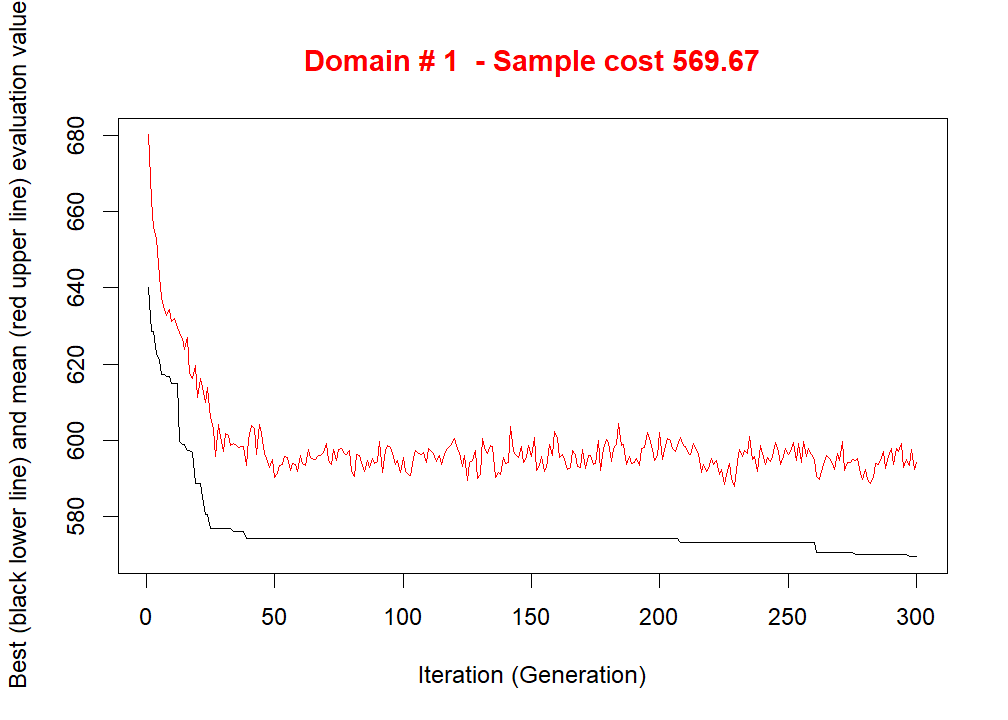 Domain # 1  - Sample cost 569.67
Best (black lower line) and mean (red upper line) evaluation value
680
660
640
620
600
580
0 50 100 150 200 250 300
Iteration (Generation)